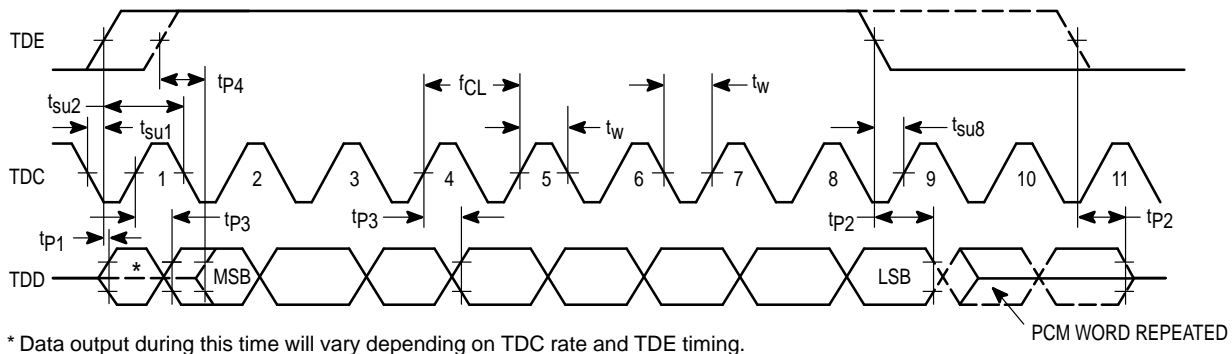 TDE
tP4
tsu2
tsu1
fCL
tw
tw
tsu8
TDC
1 2 3 4 5 6 7 8 9 10 11
tP3
tP3
tP2
tP2
tP1
TDD
* MSB LSB
PCM WORD REPEATED
* Data output during this time will vary depending on TDC rate and TDE timing.